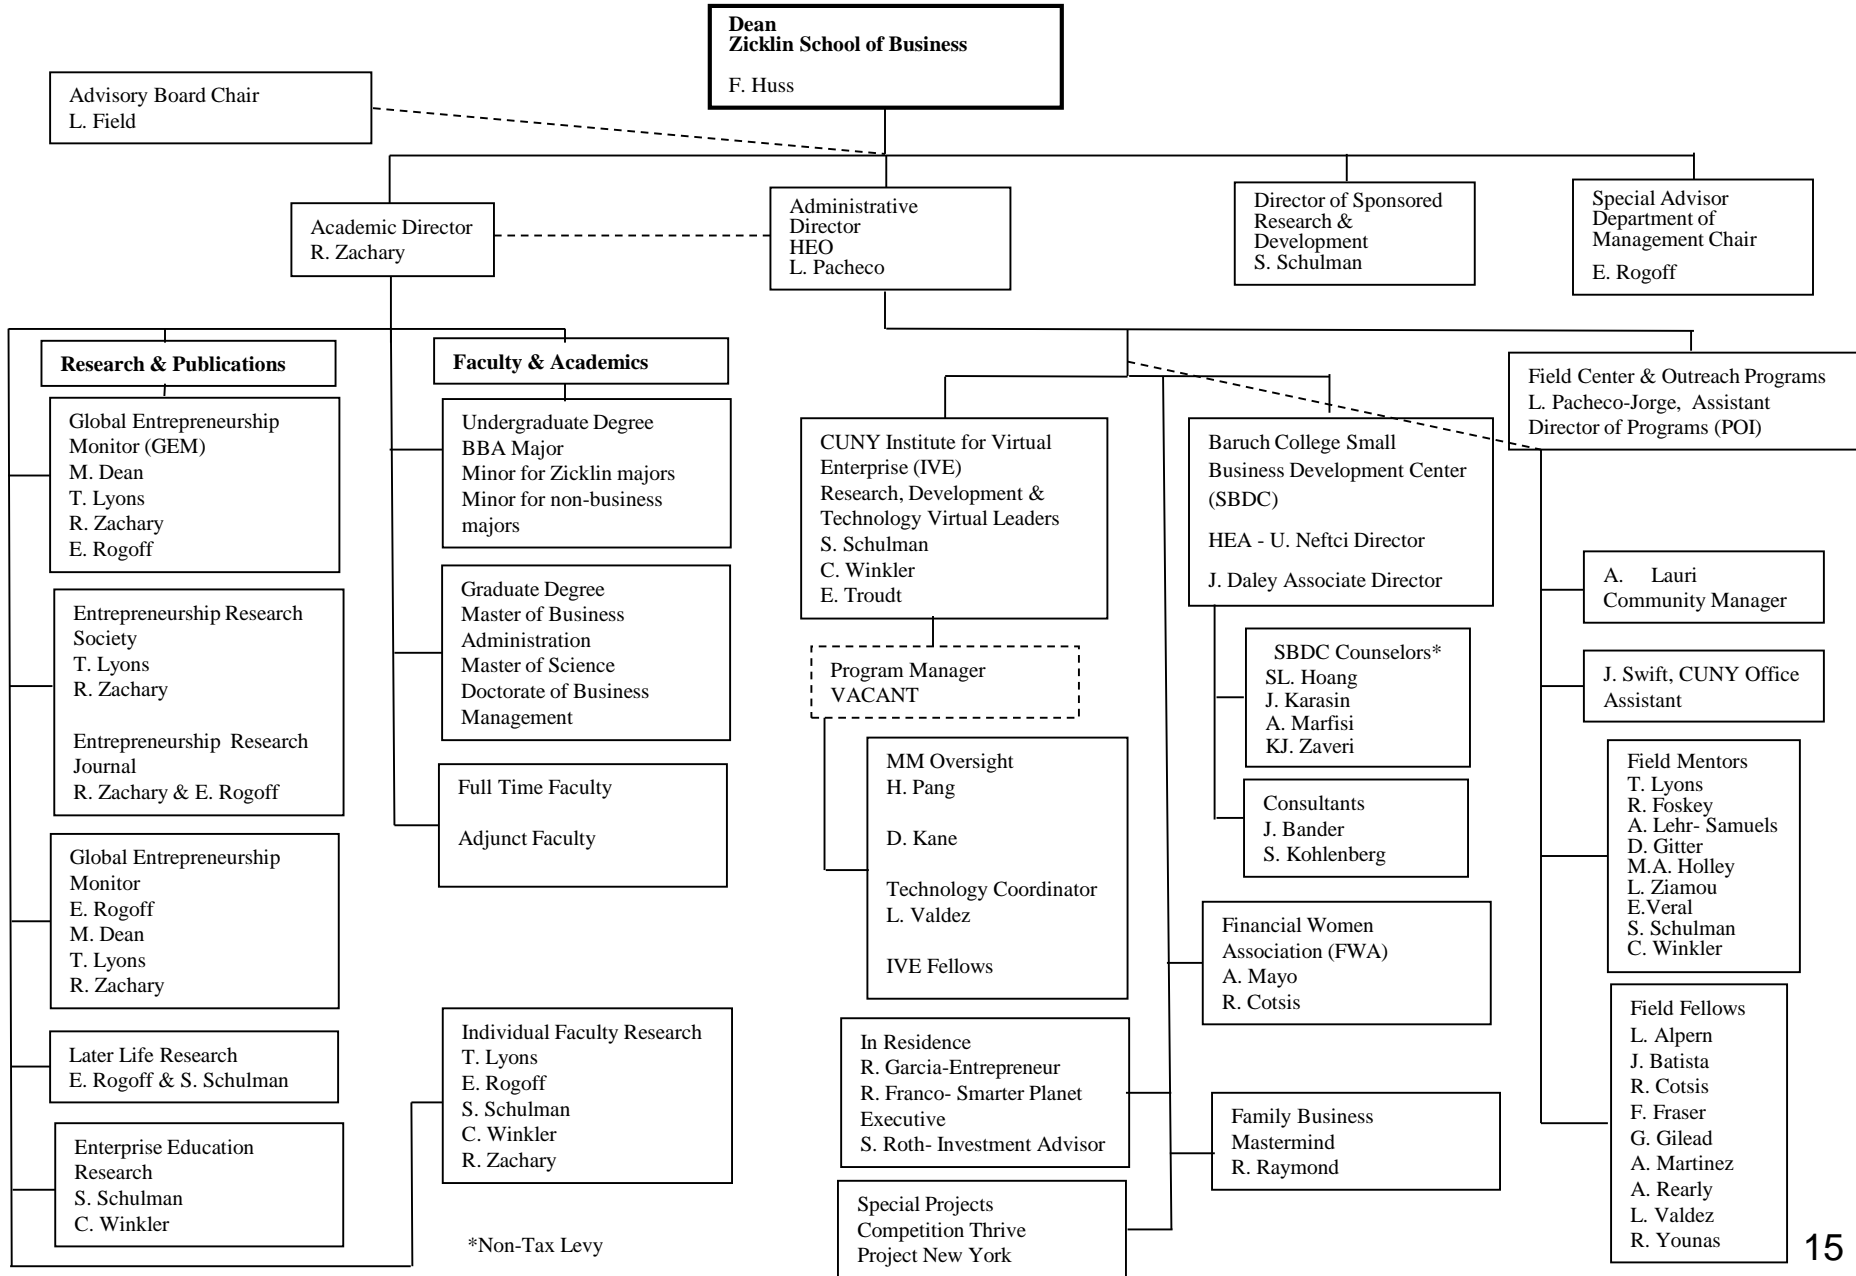 Dean
Zicklin School of Business
F. Huss
Advisory Board Chair
L. Field
Academic Director
R. Zachary
Administrative
Director
HEO
L. Pacheco
Director of Sponsored
Research &
Development
S. Schulman
Special Advisor
Department of
Management Chair
E. Rogoff
Research & Publications
Global Entrepreneurship
Monitor (GEM)
M. Dean
T. Lyons
R. Zachary
E. Rogoff
Entrepreneurship Research
Society
T. Lyons
R. Zachary
Entrepreneurship Research
Journal
R. Zachary & E. Rogoff
Global Entrepreneurship
Monitor
E. Rogoff
M. Dean
T. Lyons
R. Zachary
Later Life Research
E. Rogoff & S. Schulman
Enterprise Education
Research
S. Schulman
C. Winkler
Faculty & Academics
Undergraduate Degree
BBA Major
Minor for Zicklin majors
Minor for non-business
majors
Graduate Degree
Master of Business
Administration
Master of Science
Doctorate of Business
Management
Full Time Faculty
Adjunct Faculty
Individual Faculty Research
T. Lyons
E. Rogoff
S. Schulman
C. Winkler
R. Zachary
*Non-Tax Levy
CUNY Institute for Virtual
Enterprise (IVE)
Research, Development &
Technology Virtual Leaders
S. Schulman
C. Winkler
E. Troudt
Program Manager
VACANT
MM Oversight
H. Pang
D. Kane
Technology Coordinator
L. Valdez
IVE Fellows
In Residence
R. Garcia-Entrepreneur
R. Franco- Smarter Planet
Executive
S. Roth- Investment Advisor
Special Projects
Competition Thrive
Project New York
Baruch College Small
Business Development Center
(SBDC)
HEA - U. Neftci Director
J. Daley Associate Director
SBDC Counselors*
SL. Hoang
J. Karasin
A. Marfisi
KJ. Zaveri
Consultants
J. Bander
S. Kohlenberg
Financial Women
Association (FWA)
A. Mayo
R. Cotsis
Family Business
Mastermind
R. Raymond
Field Center & Outreach Programs
L. Pacheco-Jorge, Assistant
Director of Programs (POI)
A. Lauri
Community Manager
J. Swift, CUNY Office
Assistant
Field Mentors
T. Lyons
R. Foskey
A. Lehr- Samuels
D. Gitter
M.A. Holley
L. Ziamou
E.Veral
S. Schulman
C. Winkler
Field Fellows
L. Alpern
J. Batista
R. Cotsis
F. Fraser
G. Gilead
A. Martinez
A. Rearly
L. Valdez
R. Younas
15